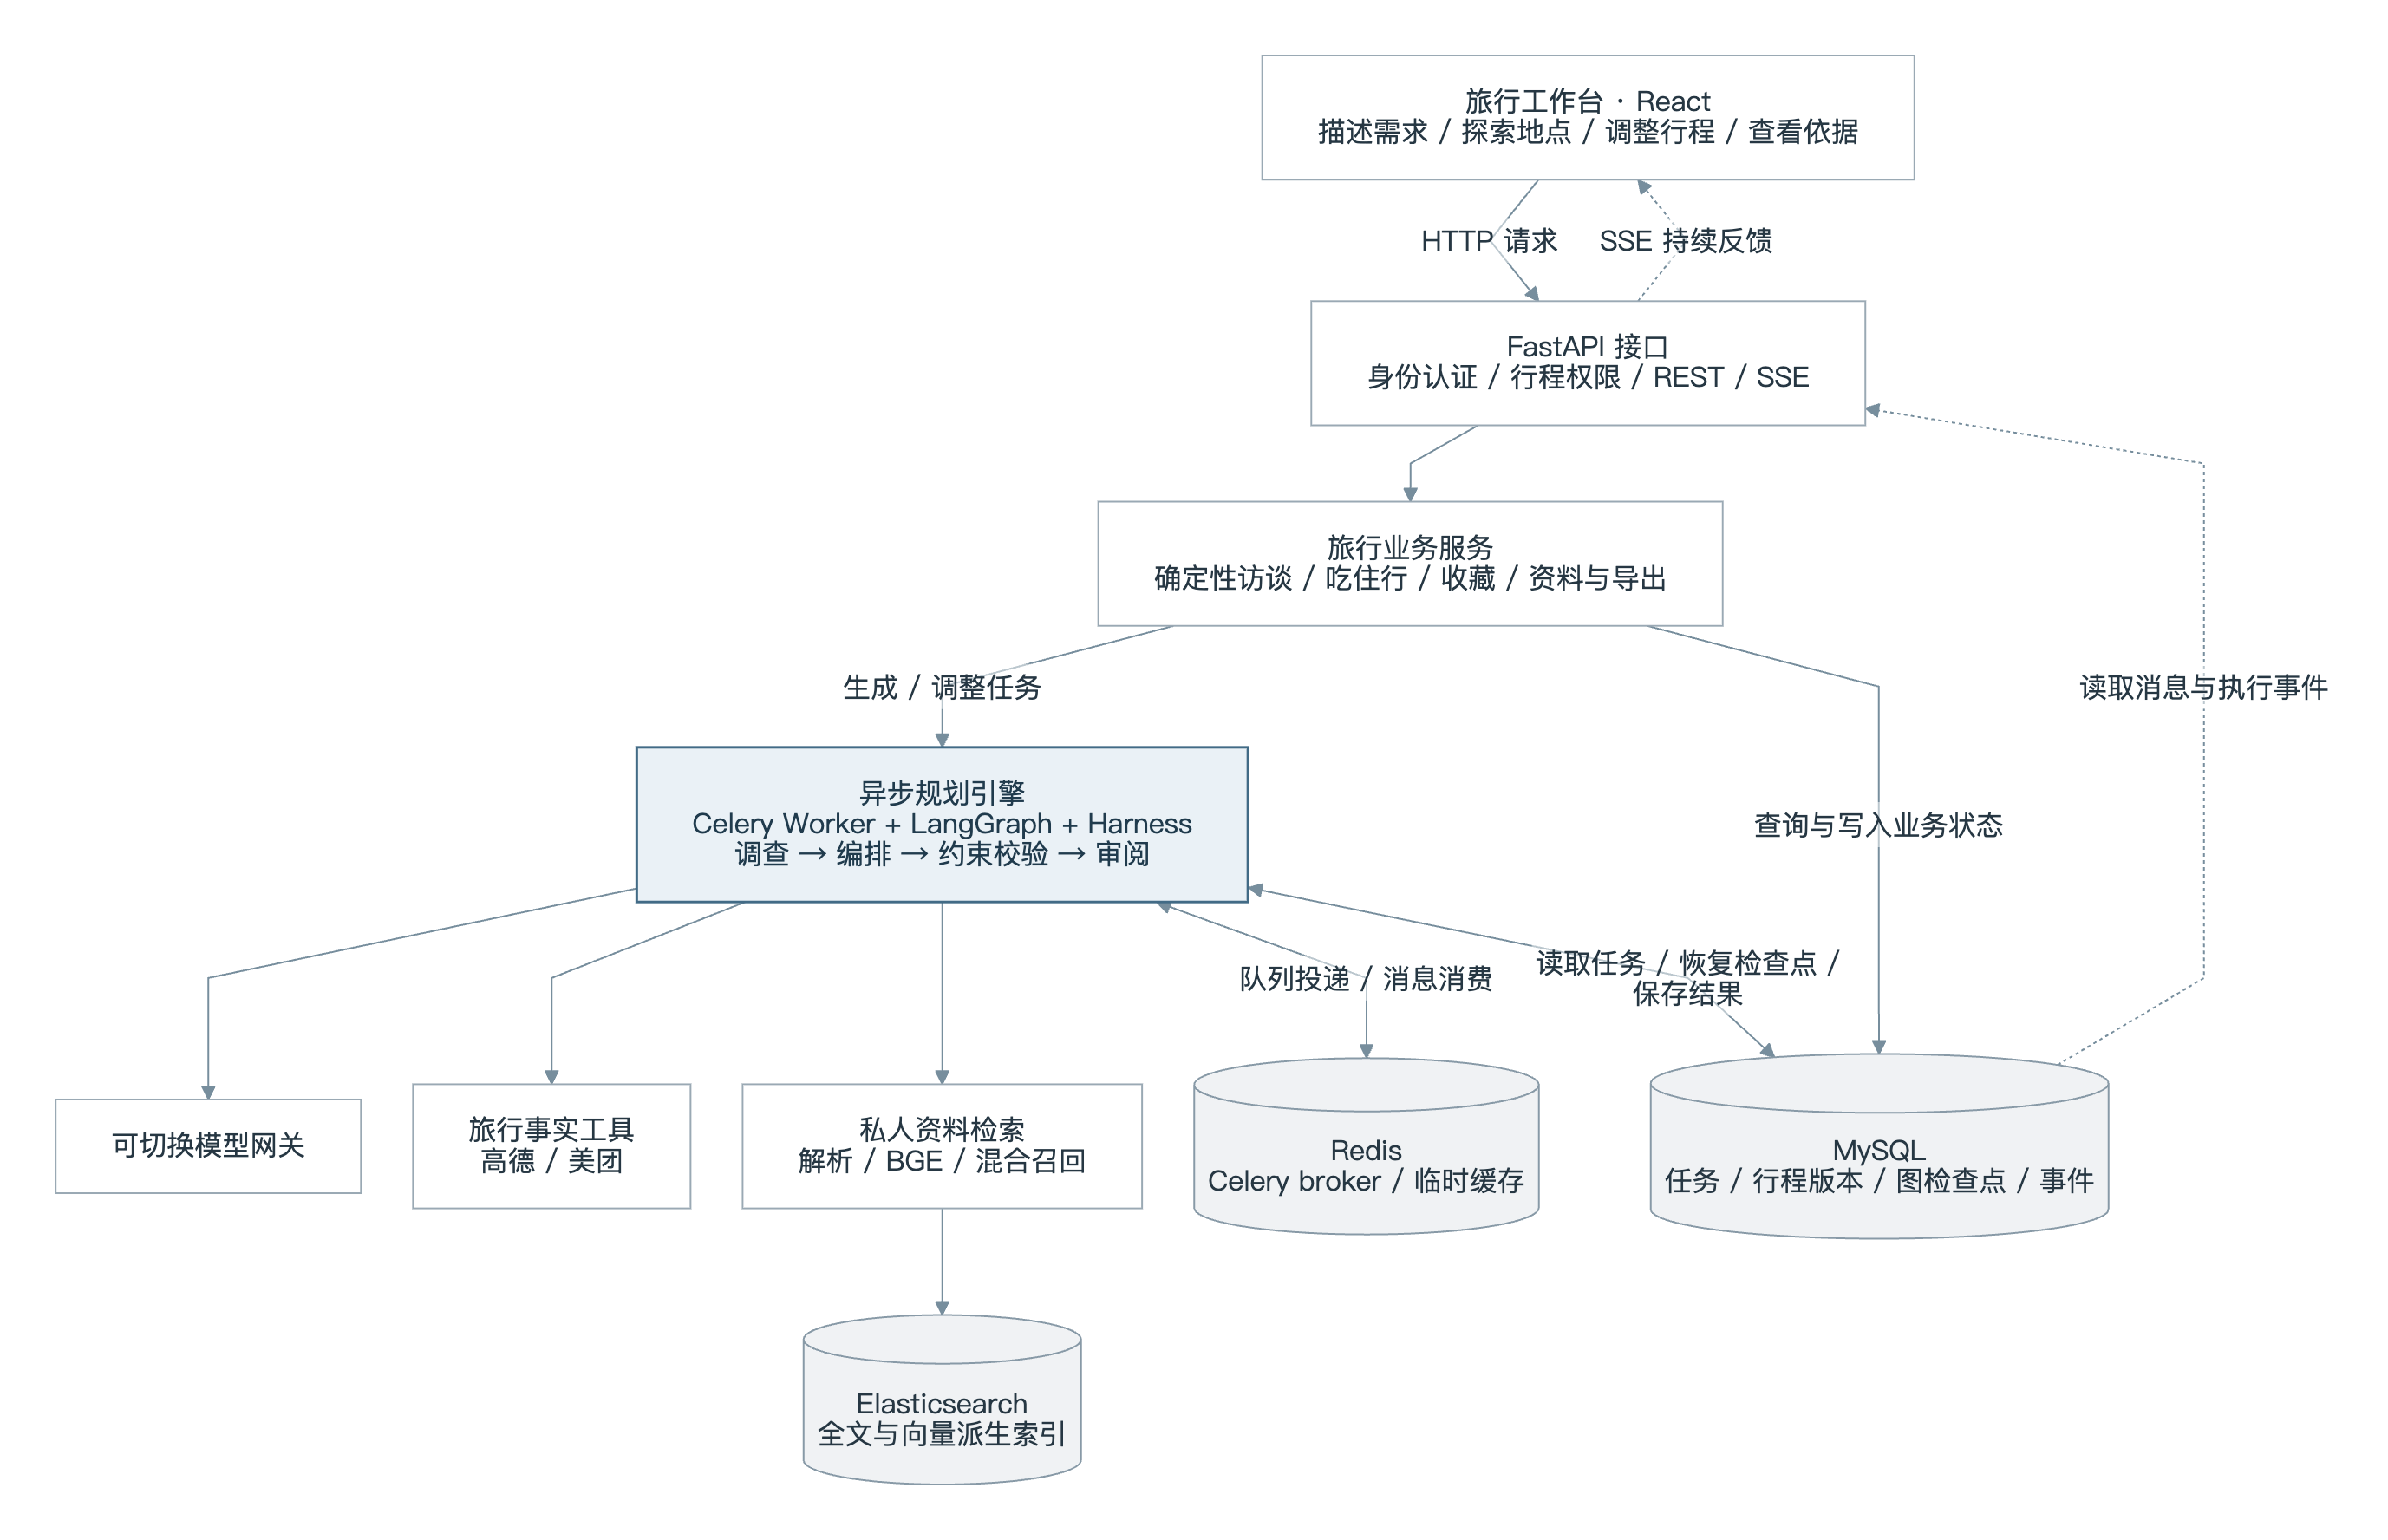 旅行工作台 · React
描述需求 / 探索地点 / 调整行程 / 查看依据
HTTP 请求
SSE 持续反馈
FastAPI 接口
身份认证 / 行程权限 / REST / SSE
旅行业务服务
确定性访谈 / 吃住行 / 收藏 / 资料与导出
生成 / 调整任务
读取消息与执行事件
异步规划引擎
Celery Worker + LangGraph + Harness
调查 → 编排 → 约束校验 → 审阅
查询与写入业务状态
队列投递 / 消息消费
读取任务 / 恢复检查点 /
保存结果
可切换模型网关
旅行事实工具
高德 / 美团
私人资料检索
解析 / BGE / 混合召回
Redis
Celery broker / 临时缓存
MySQL
任务 / 行程版本 / 图检查点 / 事件
Elasticsearch
全文与向量派生索引